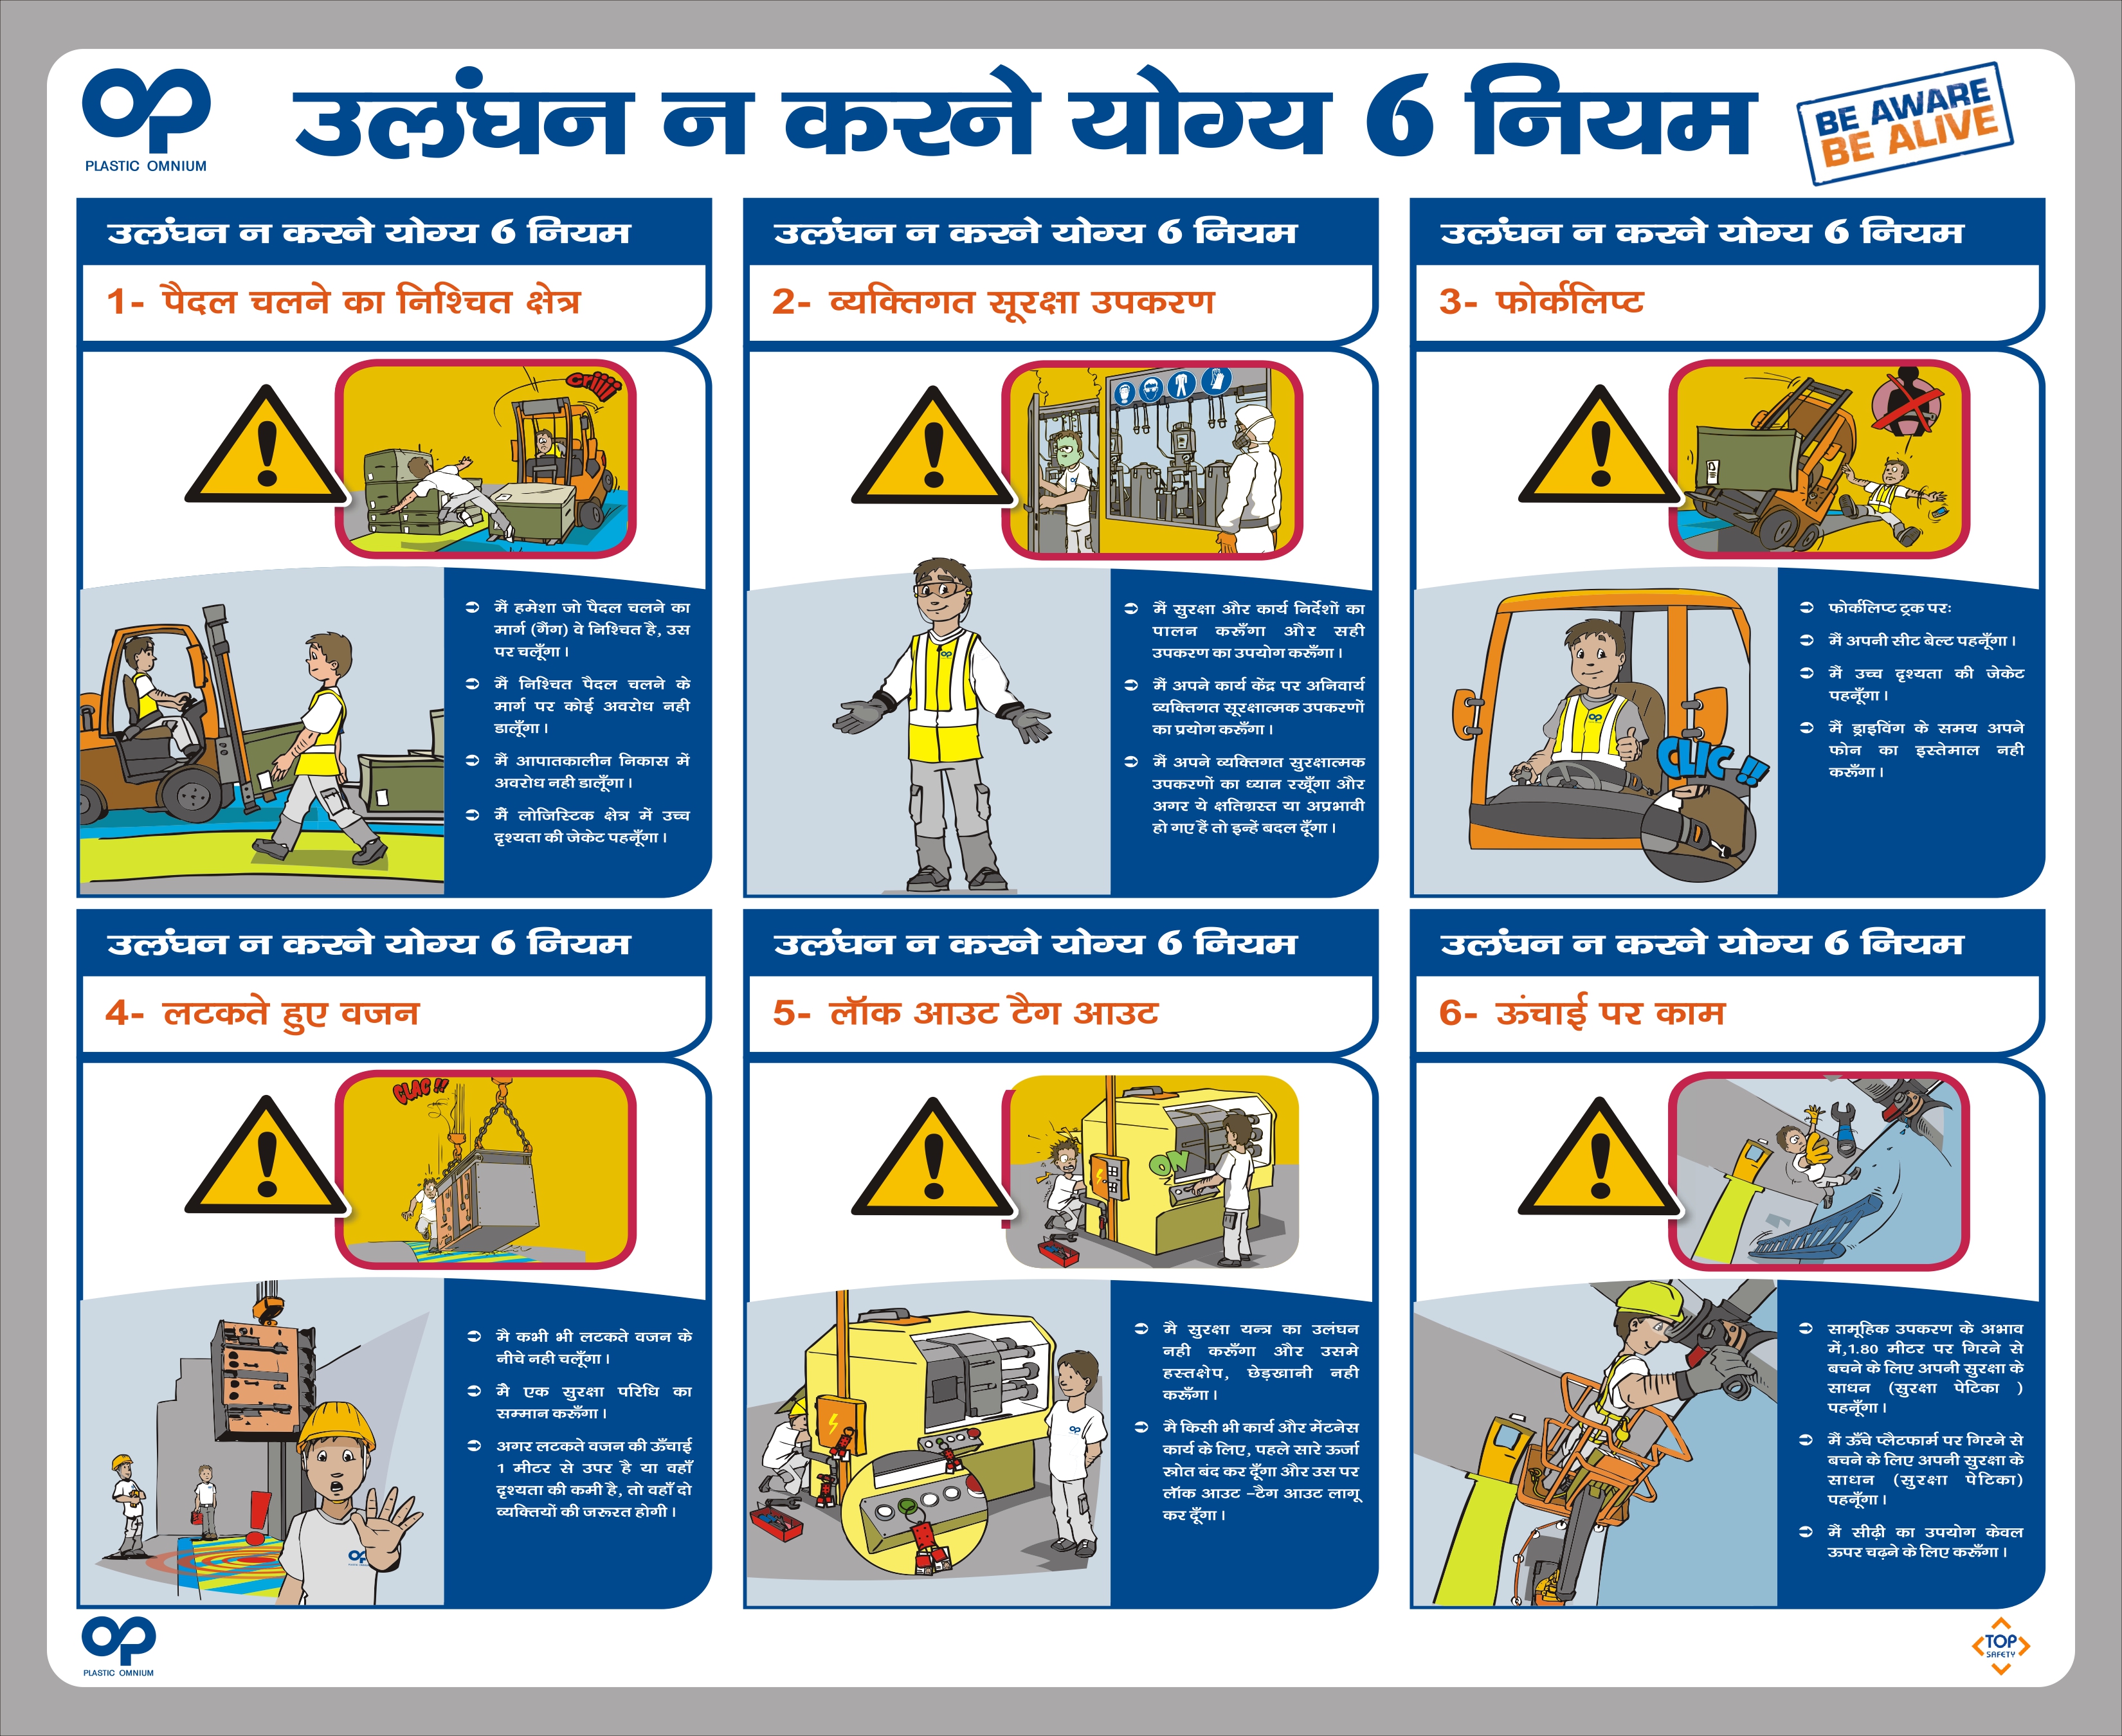 PLASTIC OMNIUM
उलंघन न करने योग्य 6 नियम
BE AWARE
BE ALIVE
उलंघन न करने योग्य 6 नियम
1- पैदल चलने का निश्चित क्षेत्र
criiii
मैं हमेशा जो पैदल चलने का
मार्ग (गैंग) वे निश्चित है, उस
पर चलूँगा।
मैं निश्चित पैदल चलने के
मार्ग पर कोई अवरोध नही
डालूँगा।
मैं आपातकालीन निकास में
अवरोध नही डालूँगा।
मैं लोजिस्टिक क्षेत्र में उच्च
दृश्यता की जेकेट पहनूँगा।
उलंघन न करने योग्य 6 नियम
2- व्यक्तिगत सूरक्षा उपकरण
मैं सुरक्षा और कार्य निर्देशों का
पालन करूँगा और सही
उपकरण का उपयोग करूँगा।
मैं अपने कार्य केंद्र पर अनिवार्य
व्यक्तिगत सूरक्षात्मक उपकरणों
का प्रयोग करूँगा।
मैं अपने व्यक्तिगत सुरक्षात्मक
उपकरणों का ध्यान रखूँगा और
अगर ये क्षतिग्रस्त या अप्रभावी
हो गए हैं तो इन्हें बदल दूँगा।
उलंघन न करने योग्य 6 नियम
3- फोर्कलिप्ट
CLIC !!
फोर्कलिप्ट ट्रक परः
मैं अपनी सीट बेल्ट पहनूँगा।
मैं उच्च दृश्यता की जेकेट
पहनूँगा।
मैं ड्राइविंग के समय अपने
फोन का इस्तेमाल नही
करूँगा।
उलंघन न करने योग्य 6 नियम
4- लटकते हुए वजन
CLAC !!
मै कभी भी लटकते वजन के
नीचे नही चलूँगा।
मै एक सुरक्षा परिधि का
सम्मान करूँगा।
अगर लटकते वजन की ऊँचाई
1 मीटर से उपर है या वहाँ
दृश्यता की कमी है, तो वहाँ दो
व्यक्तियों की जरूरत होगी।
उलंघन न करने योग्य 6 नियम
5- लॉक आउट टैग आउट
ON
मै सुरक्षा यन्त्र का उलंघन
नही करूँगा और उसमे
हस्तक्षेप, छेड़खानी नही
करूँगा।
मै किसी भी कार्य और मेंटनेस
कार्य के लिए, पहले सारे ऊर्जा
स्त्रोत बंद कर दूँगा और उस पर
लॉक आउट -टैग आउट लागू
कर दूँगा।
उलंघन न करने योग्य 6 नियम
6- ऊंचाई पर काम
सामूहिक उपकरण के अभाव
में,1.80 मीटर पर गिरने से
बचने के लिए अपनी सुरक्षा के
साधन (सुरक्षा पेटिका )
पहनूँगा।
मैं ऊँचे प्लैटफार्म पर गिरने से
बचने के लिए अपनी सुरक्षा के
साधन (सुरक्षा पेटिका)
पहनूँगा।
मैं सीढ़ी का उपयोग केवल
ऊपर चढ़ने के लिए करूँगा।
PLASTIC OMNIUM
TOP
SAFETY